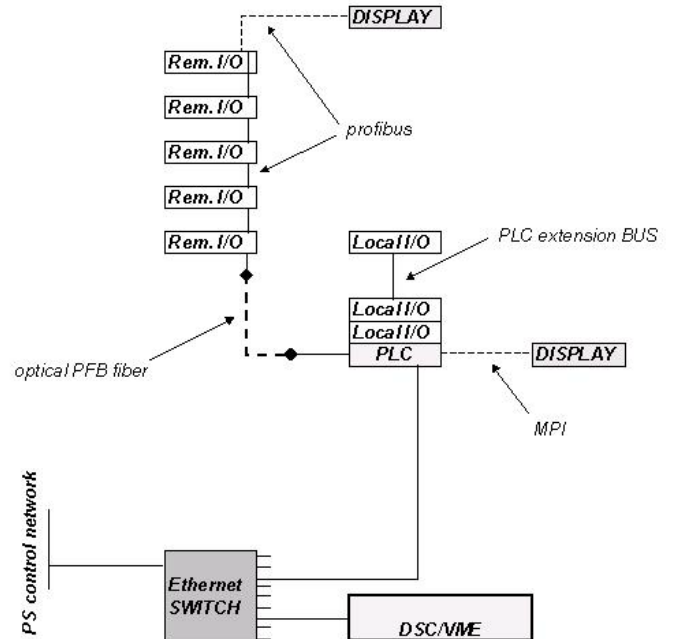 DISPLAY
Rem. I/O
Rem. I/O
profibus
Rem. I/O
Rem. I/O
Rem. I/O
Local I/O
PLC extension BUS
Local I/O
Local I/O
PLC
DISPLAY
optical PFB fiber
MPI
PS control network
Ethernet
SWITCH
DSC/VME